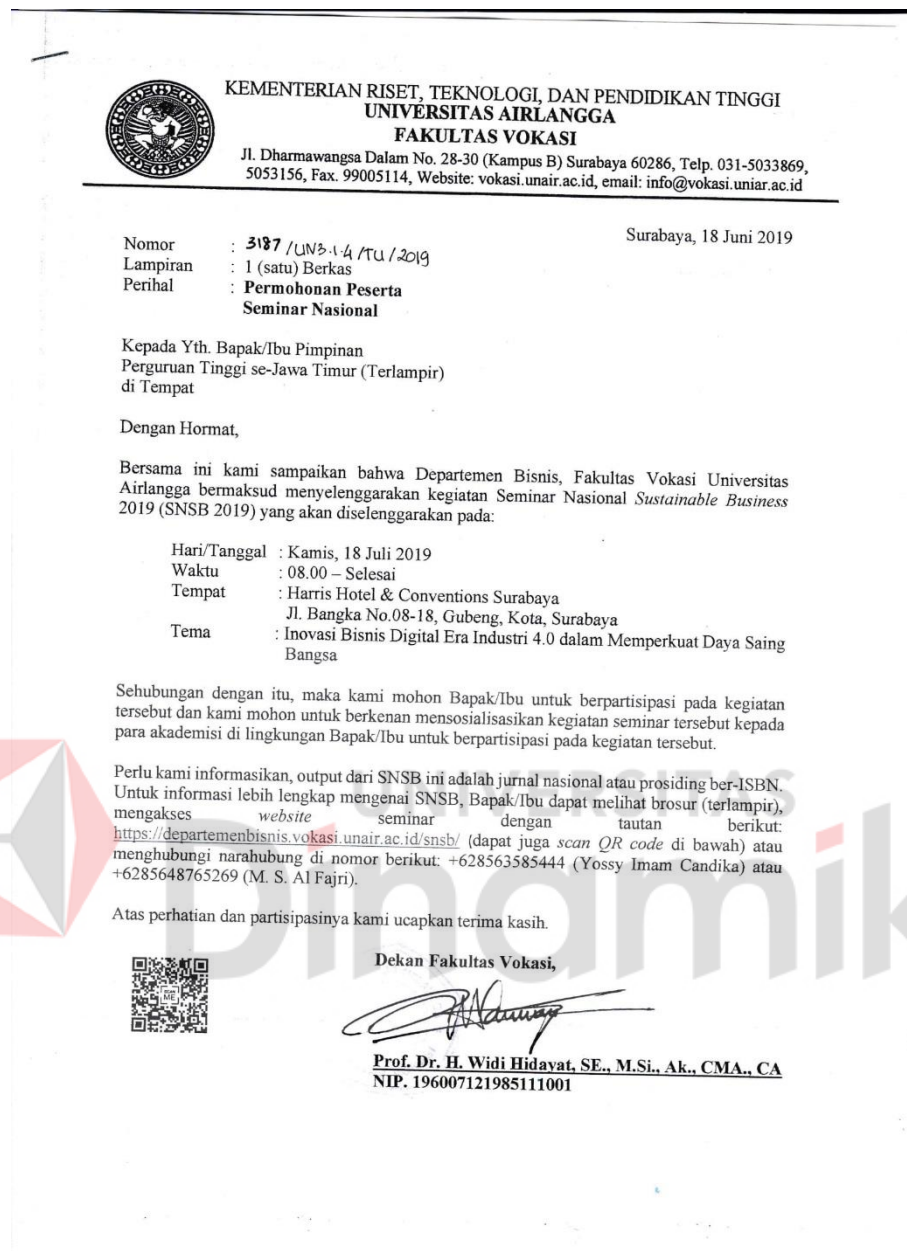 KEMENTERIAN RISET, TEKNOLOGI, DAN PENDIDIKAN TINGGI
UNIVERSITAS AIRLANGGA
FAKULTAS VOKASI
Jl. Dharmawangsa Dalam No. 28-30 (Kampus B) Surabaya 60286, Telp. 031-5033869,
5053156, Fax. 99005114, Website: vokasi.unair.ac.id, email: info@vokasi.uniar.ac.id
Surabaya, 18 Juni 2019
Nomor : 3187/UN3.1.4/TU/2019
Lampiran : 1 (satu) Berkas
Perihal : Permohonan Peserta
Seminar Nasional
Kepada Yth. Bapak/Ibu Pimpinan
Perguruan Tinggi se-Jawa Timur (Terlampir)
di Tempat
Dengan Hormat,
Bersama ini kami sampaikan bahwa Departemen Bisnis, Fakultas Vokasi Universitas
Airlangga bermaksud menyelenggarakan kegiatan Seminar Nasional Sustainable Business
2019 (SNSB 2019) yang akan diselenggarakan pada:
Hari/Tanggal : Kamis, 18 Juli 2019
Waktu : 08.00 – Selesai
Tempat : Harris Hotel & Conventions Surabaya
Jl. Bangka No.08-18, Gubeng, Kota, Surabaya
Tema : Inovasi Bisnis Digital Era Industri 4.0 dalam Memperkuat Daya Saing
Bangsa
Sehubungan dengan itu, maka kami mohon Bapak/Ibu untuk berpartisipasi pada kegiatan
tersebut dan kami mohon untuk berkenan mensosialisasikan kegiatan seminar tersebut kepada
para akademisi di lingkungan Bapak/Ibu untuk berpartisipasi pada kegiatan tersebut.
Perlu kami informasikan, output dari SNSB ini adalah jurnal nasional atau prosiding ber-ISBN.
Untuk informasi lebih lengkap mengenai SNSB, Bapak/Ibu dapat melihat brosur (terlampir),
mengakses website seminar dengan tautan berikut:
https://departemenbisnis.vokasi.unair.ac.id/snsb/ (dapat juga scan QR code di bawah) atau
menghubungi narahubung di nomor berikut: +628563585444 (Yossy Imam Candika) atau
+6285648765269 (M. S. Al Fajri).
Atas perhatian dan partisipasinya kami ucapkan terima kasih.
Dekan Fakultas Vokasi,
Prof. Dr. H. Widi Hidayat, SE., M.Si., Ak., CMA., CA
NIP. 196007121985111001
UNIVERSITAS
Dinamik